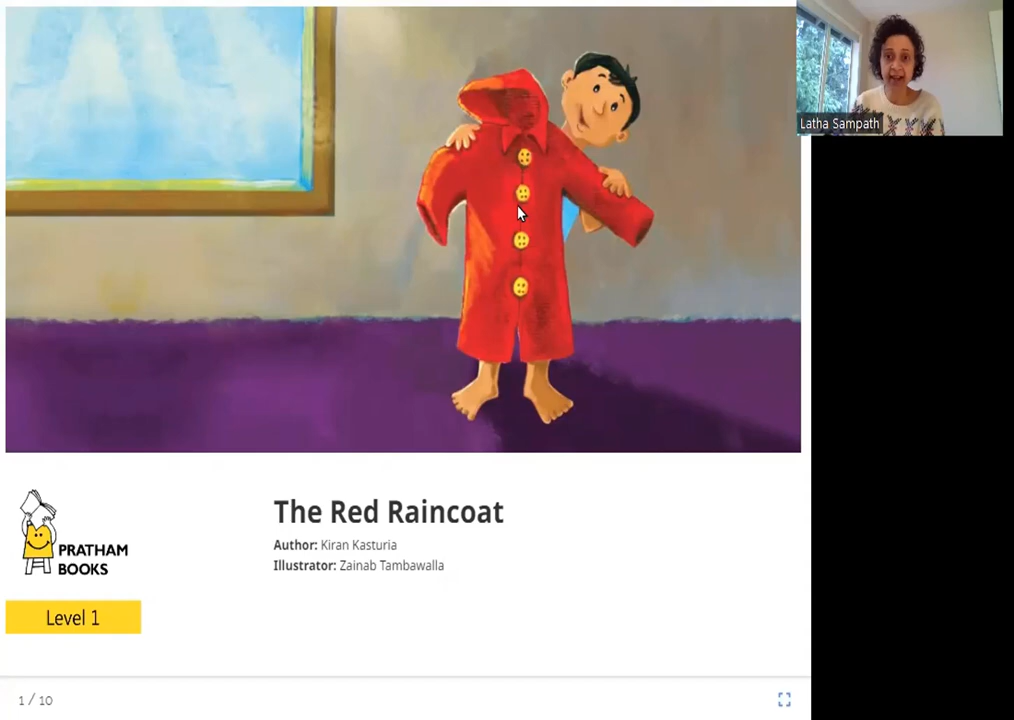 Latha Sampath
The Red Raincoat
Author: Kiran Kasturia
Illustrator: Zainab Tambawalla
PRATHAM
BOOKS
Level 1
1 / 10